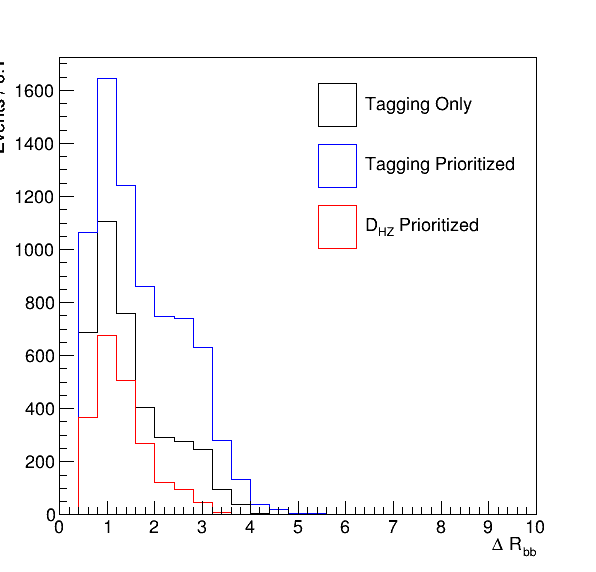 Events / 0.1
1600
1400
1200
1000
800
600
400
200
0
Tagging Only
Tagging Prioritized
D_HZ Prioritized
0 1 2 3 4 5 6 7 8 9 10
Δ R_bb